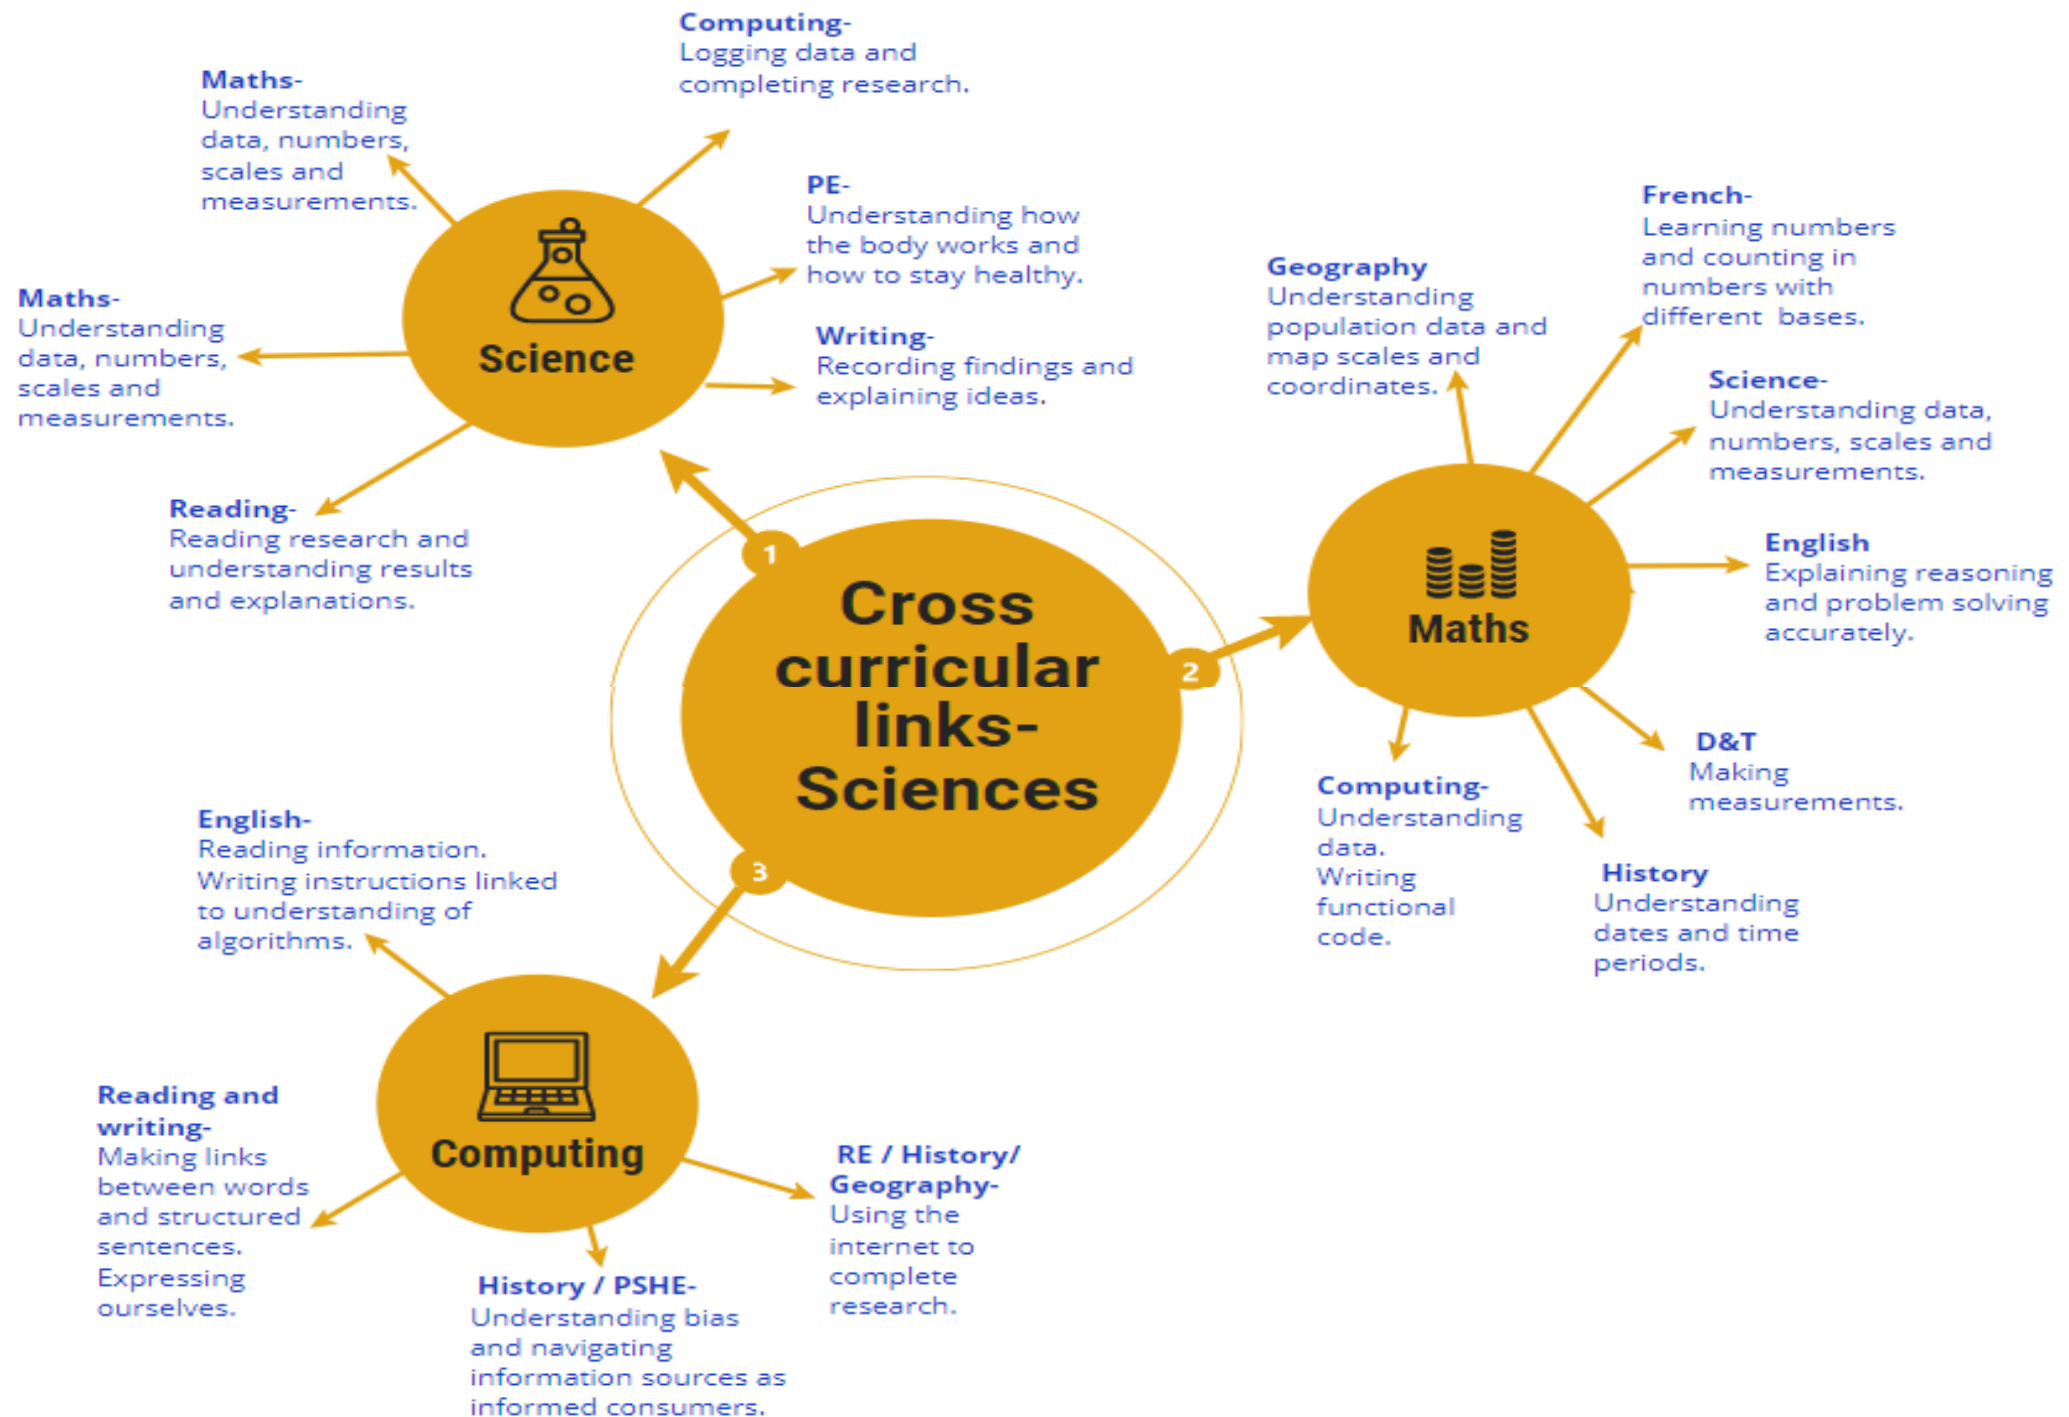 Cross
curricular
links-
Sciences
1
Science
Maths-
Understanding
data, numbers,
scales and
measurements.
Computing-
Logging data and
completing research.
PE-
Understanding how
the body works and
how to stay healthy.
Writing-
Recording findings and
explaining ideas.
Maths-
Understanding
data, numbers,
scales and
measurements.
Reading-
Reading research and
understanding results
and explanations.
2
Maths
Geography
Understanding
population data and
map scales and
coordinates.
French-
Learning numbers
and counting in
numbers with
different bases.
Science-
Understanding data,
numbers, scales and
measurements.
English
Explaining reasoning
and problem solving
accurately.
D&T
Making
measurements.
History
Understanding
dates and time
periods.
Computing-
Understanding
data.
Writing
functional
code.
3
Computing
English-
Reading information.
Writing instructions linked
to understanding of
algorithms.
Reading and
writing-
Making links
between words
and structured
sentences.
Expressing
ourselves.
History / PSHE-
Understanding bias
and navigating
information sources as
informed consumers.
RE / History/
Geography-
Using the
internet to
complete
research.